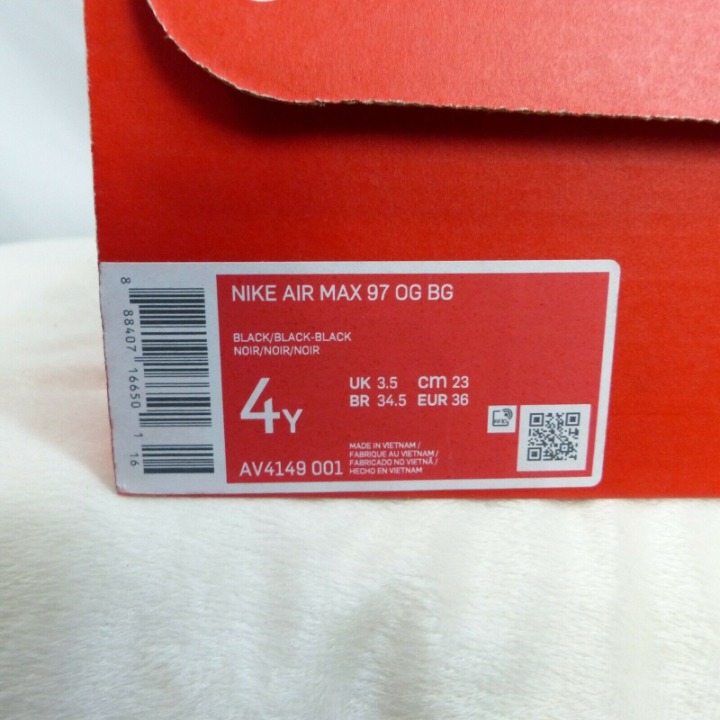 NIKE AIR MAX 97 OG BG
BLACK/BLACK-BLACK
NOIR/NOIR/NOIR
4Y
UK 3.5 cm 23
BR 34.5 EUR 36
AV4149 001
MADE IN VIETNAM /
FABRIQUE AU VIETNAM /
FABRICADO NO VIETNÃ /
HECHO EN VIETNAM
8 88407 16650 1 16